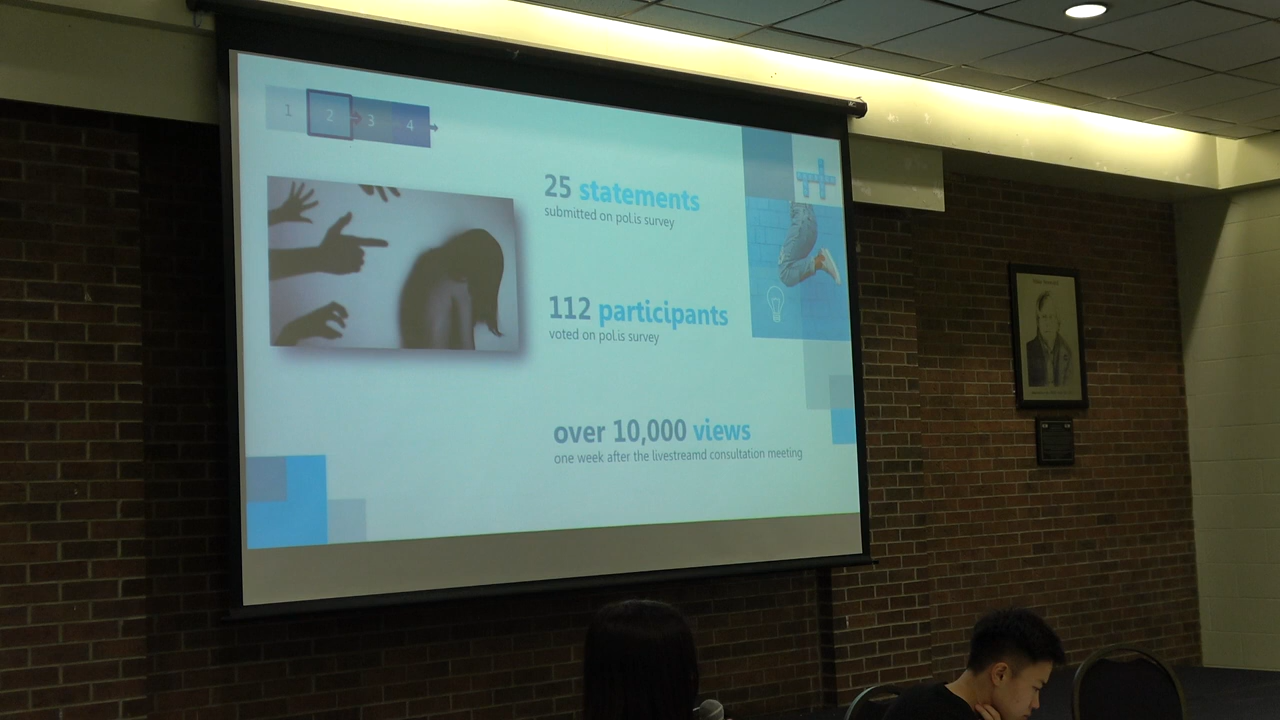 1 2 3 4
25 statements
submitted on pol.is survey
112 participants
voted on pol.is survey
over 10,000 views
one week after the livestreamd consultation meeting